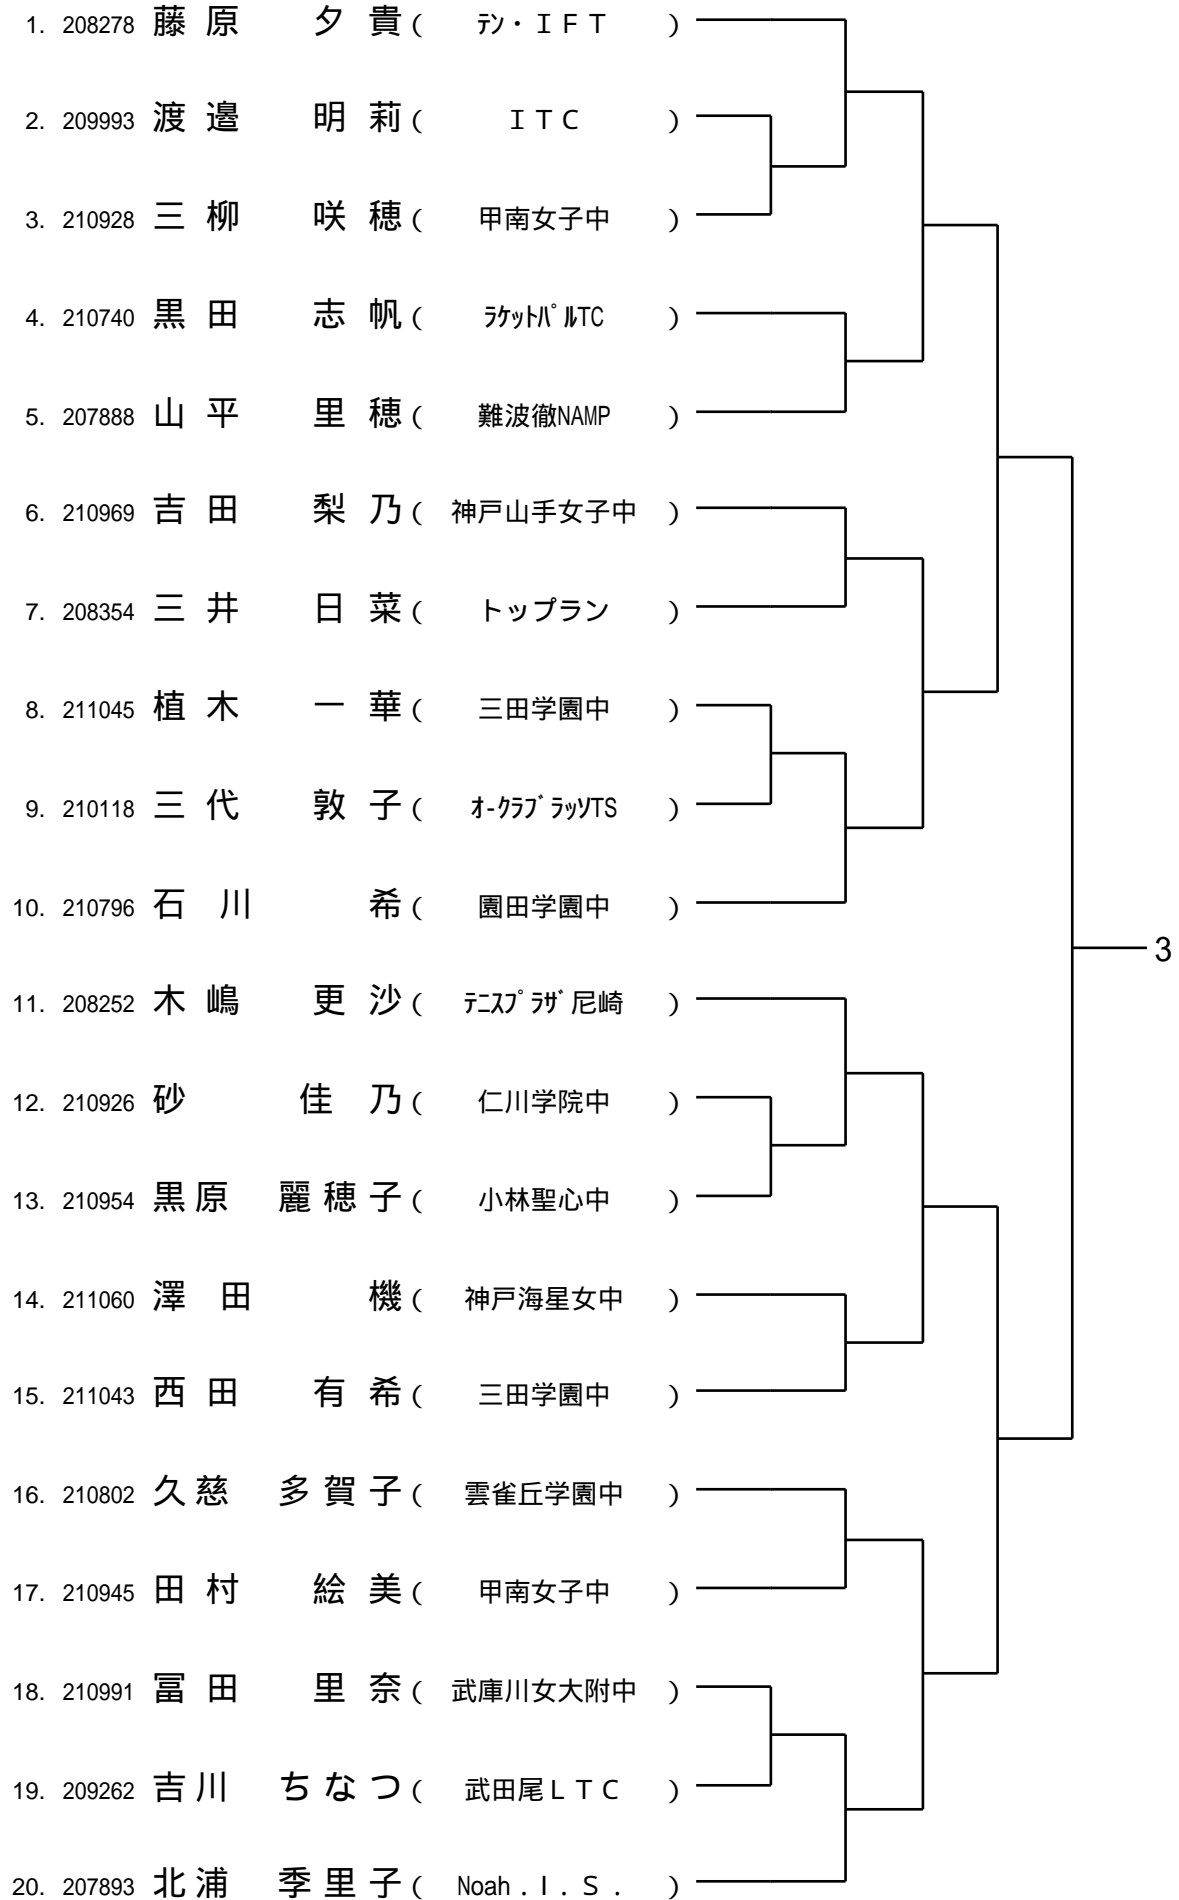 1. 208278 藤原 夕貴( テン・IFT )
2. 209993 渡邉 明莉( ITC )
3. 210928 三柳 咲穂( 甲南女子中 )
4. 210740 黒田 志帆( ラケットパルTC )
5. 207888 山平 里穂( 難波徹NAMP )
6. 210969 吉田 梨乃( 神戸山手女子中 )
7. 208354 三井 日菜( トップラン )
8. 211045 植木 一華( 三田学園中 )
9. 210118 三代 敦子( オークラブラッソTS )
10. 210796 石川 希( 園田学園中 )
3
11. 208252 木嶋 更沙( テニスプラザ尼崎 )
12. 210926 砂 佳乃( 仁川学院中 )
13. 210954 黒原 麗穂子( 小林聖心中 )
14. 211060 澤田 機( 神戸海星女中 )
15. 211043 西田 有希( 三田学園中 )
16. 210802 久慈 多賀子( 雲雀丘学園中 )
17. 210945 田村 絵美( 甲南女子中 )
18. 210991 冨田 里奈( 武庫川女大附中 )
19. 209262 吉川 ちなつ( 武田尾LTC )
20. 207893 北浦 季里子( Noah.I.S. )